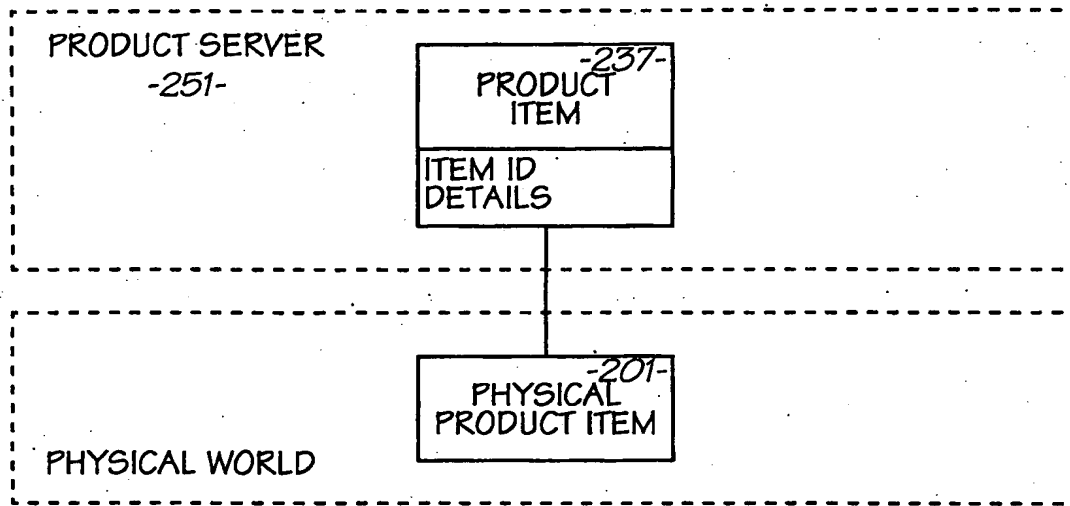 PRODUCT SERVER
-251-
-237-
PRODUCT
ITEM
ITEM ID
DETAILS
-201-
PHYSICAL
PRODUCT ITEM
PHYSICAL WORLD